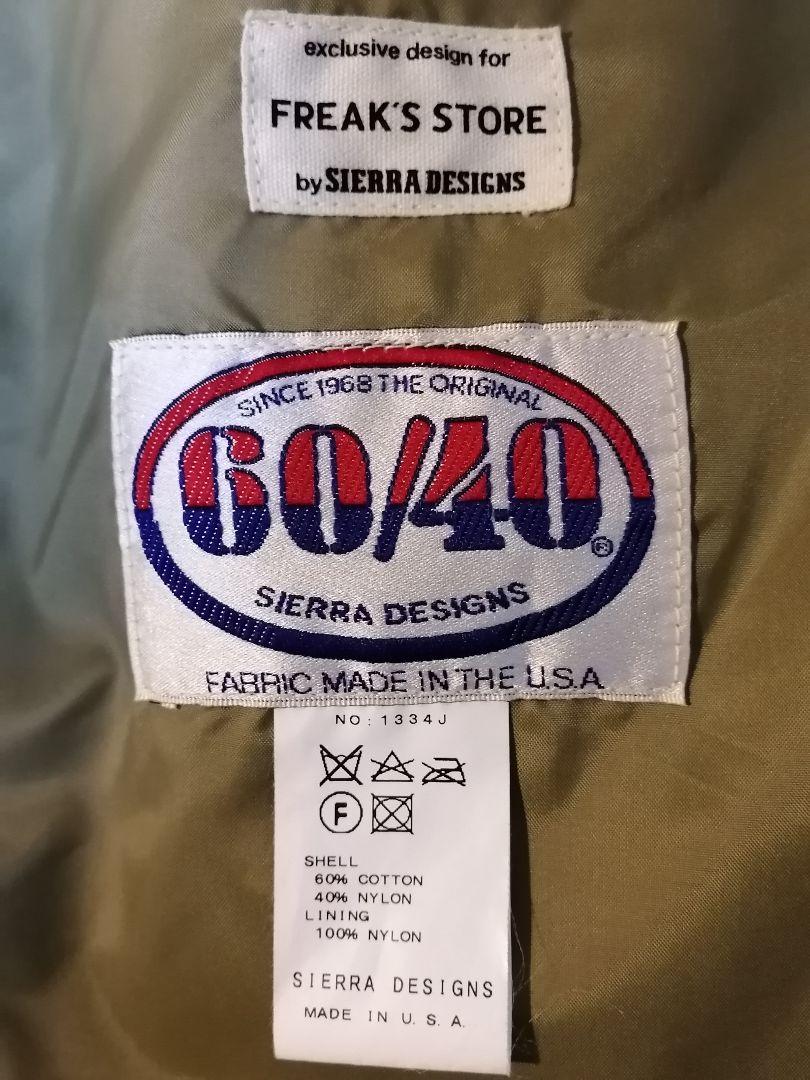 exclusive design for
FREAK'S STORE
by SIERRA DESIGNS
SINCE 1968 THE ORIGINAL
60/40®
SIERRA DESIGNS
FABRIC MADE IN THE U.S.A
NO: 1334J
F
SHELL
60% COTTON
40% NYLON
LINING
100% NYLON
SIERRA DESIGNS
MADE IN U. S. A.